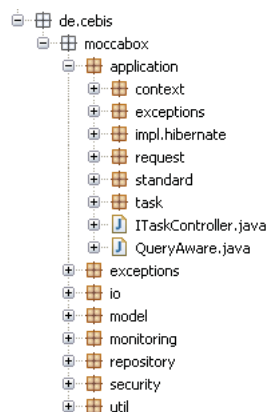 de.cebis
moccabox
application
context
exceptions
impl.hibernate
request
standard
task
ITaskController.java
QueryAware.java
exceptions
io
model
monitoring
repository
security
util